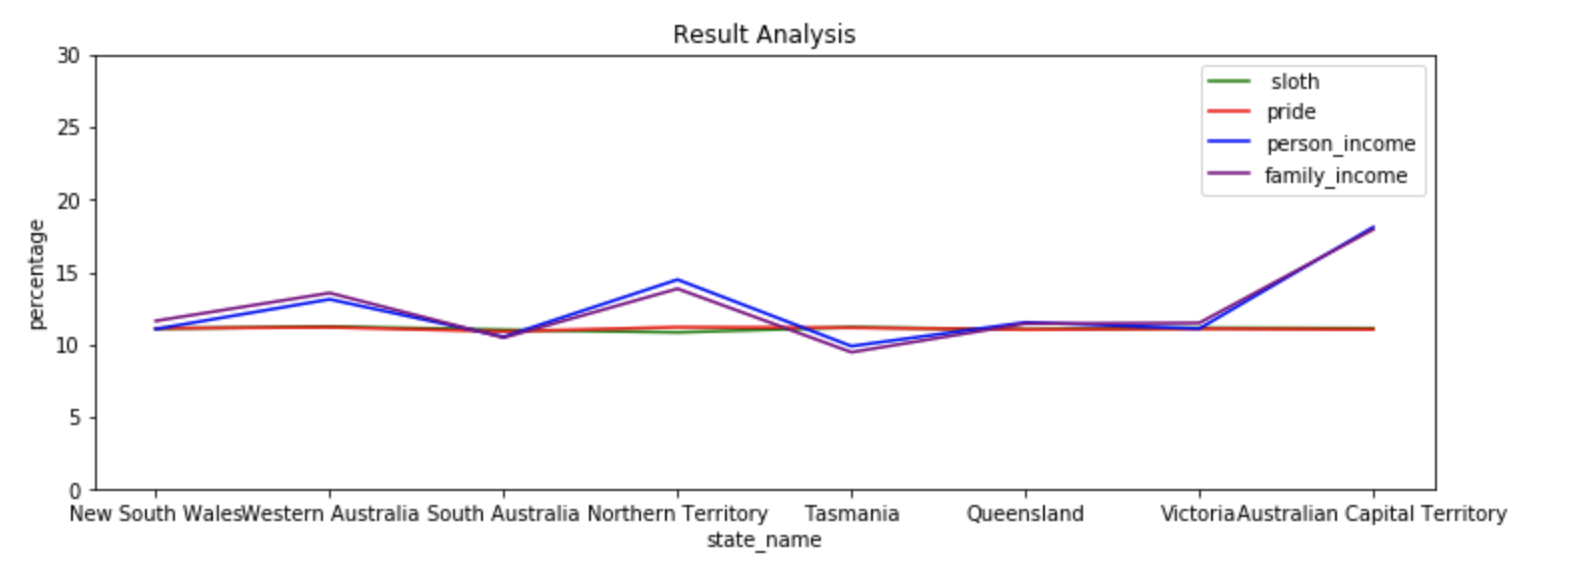 Result Analysis
30
25
20
15
10
5
0
percentage
sloth
pride
person_income
family_income
New South Wales Western Australia South Australia Northern Territory Tasmania Queensland Victoria Australian Capital Territory
state_name